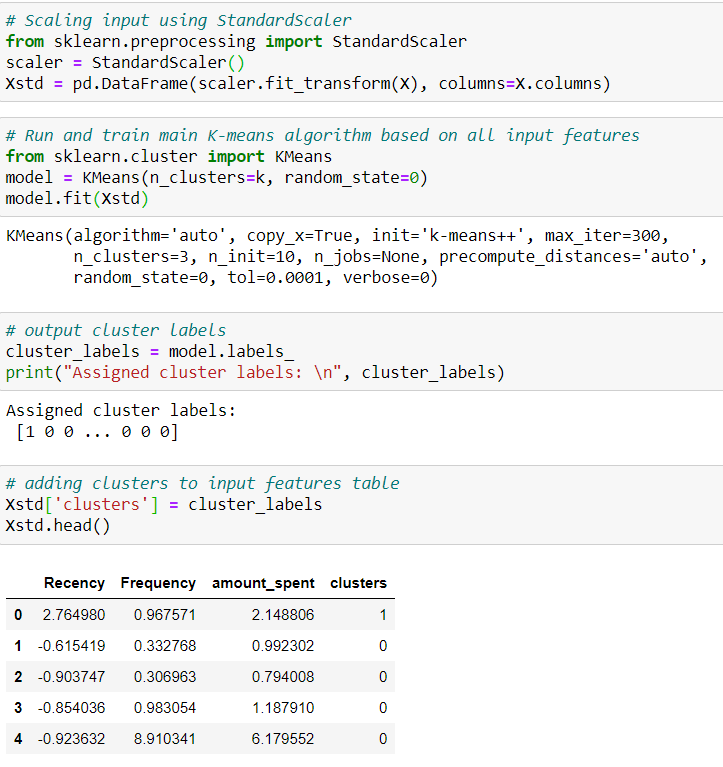 # Scaling input using StandardScaler
from sklearn.preprocessing import StandardScaler
scaler = StandardScaler()
Xstd = pd.DataFrame(scaler.fit_transform(X), columns=X.columns)
# Run and train main K-means algorithm based on all input features
from sklearn.cluster import KMeans
model = KMeans(n_clusters=k, random_state=0)
model.fit(Xstd)
KMeans(algorithm='auto', copy_x=True, init='k-means++', max_iter=300,
       n_clusters=3, n_init=10, n_jobs=None, precompute_distances='auto',
       random_state=0, tol=0.0001, verbose=0)
# output cluster labels
cluster_labels = model.labels_
print("Assigned cluster labels: \n", cluster_labels)
Assigned cluster labels:
 [1 0 0 ... 0 0 0]
# adding clusters to input features table
Xstd['clusters'] = cluster_labels
Xstd.head()
Recency Frequency amount_spent clusters
0 2.764980 0.967571 2.148806 1
1 -0.615419 0.332768 0.992302 0
2 -0.903747 0.306963 0.794008 0
3 -0.854036 0.983054 1.187910 0
4 -0.923632 8.910341 6.179552 0